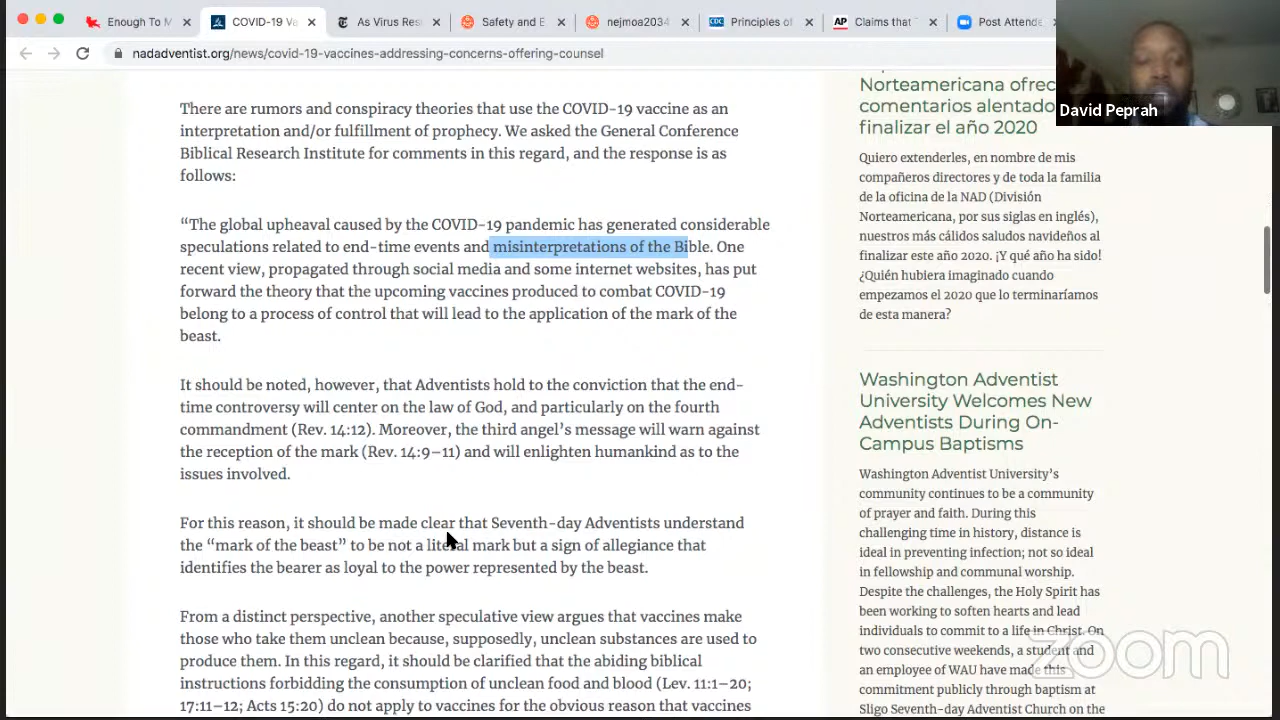 Enough To M
COVID-19 Va
As Virus Res
Safety and E
nejmoa2034
CDC
Principles of
AP
Claims that
Post Attende
nadadventist.org/news/covid-19-vaccines-addressing-concerns-offering-counsel
David Peprah
There are rumors and conspiracy theories that use the COVID-19 vaccine as an
interpretation and/or fulfillment of prophecy. We asked the General Conference
Biblical Research Institute for comments in this regard, and the response is as
follows:
“The global upheaval caused by the COVID-19 pandemic has generated considerable
speculations related to end-time events and misinterpretations of the Bible. One
recent view, propagated through social media and some internet websites, has put
forward the theory that the upcoming vaccines produced to combat COVID-19
belong to a process of control that will lead to the application of the mark of the
beast.
It should be noted, however, that Adventists hold to the conviction that the end-
time controversy will center on the law of God, and particularly on the fourth
commandment (Rev. 14:12). Moreover, the third angel’s message will warn against
the reception of the mark (Rev. 14:9–11) and will enlighten humankind as to the
issues involved.
For this reason, it should be made clear that Seventh-day Adventists understand
the “mark of the beast” to be not a literal mark but a sign of allegiance that
identifies the bearer as loyal to the power represented by the beast.
From a distinct perspective, another speculative view argues that vaccines make
those who take them unclean because, supposedly, unclean substances are used to
produce them. In this regard, it should be clarified that the abiding biblical
instructions forbidding the consumption of unclean food and blood (Lev. 11:1–20;
17:11–12; Acts 15:20) do not apply to vaccines for the obvious reason that vaccines
Norteamericana ofrec
comentarios alentado
finalizar el año 2020
Quiero extenderles, en nombre de mis
compañeros directores y de toda la familia
de la oficina de la NAD (División
Norteamericana, por sus siglas en inglés),
nuestros más cálidos saludos navideños al
finalizar este año 2020. ¡Y qué año ha sido!
¿Quién hubiera imaginado cuando
empezamos el 2020 que lo terminaríamos
de esta manera?
Washington Adventist
University Welcomes New
Adventists During On-
Campus Baptisms
Washington Adventist University’s
community continues to be a community
of prayer and faith. During this
challenging time in history, distance is
ideal in preventing infection; not so ideal
in fellowship and communal worship.
Despite the challenges, the Holy Spirit has
been working to soften hearts and lead
individuals to commit to a life in Christ. On
two consecutive weekends, a student and
an employee of WAU have made this
commitment publicly through baptism at
Sligo Seventh-day Adventist Church on the
zoom